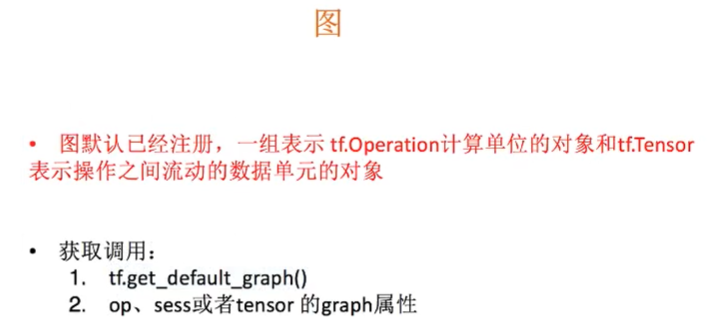 图
• 图默认已经注册，一组表示 tf.Operation计算单位的对象和tf.Tensor
表示操作之间流动的数据单元的对象
• 获取调用：
1. tf.get_default_graph()
2. op、sess或者tensor 的graph属性